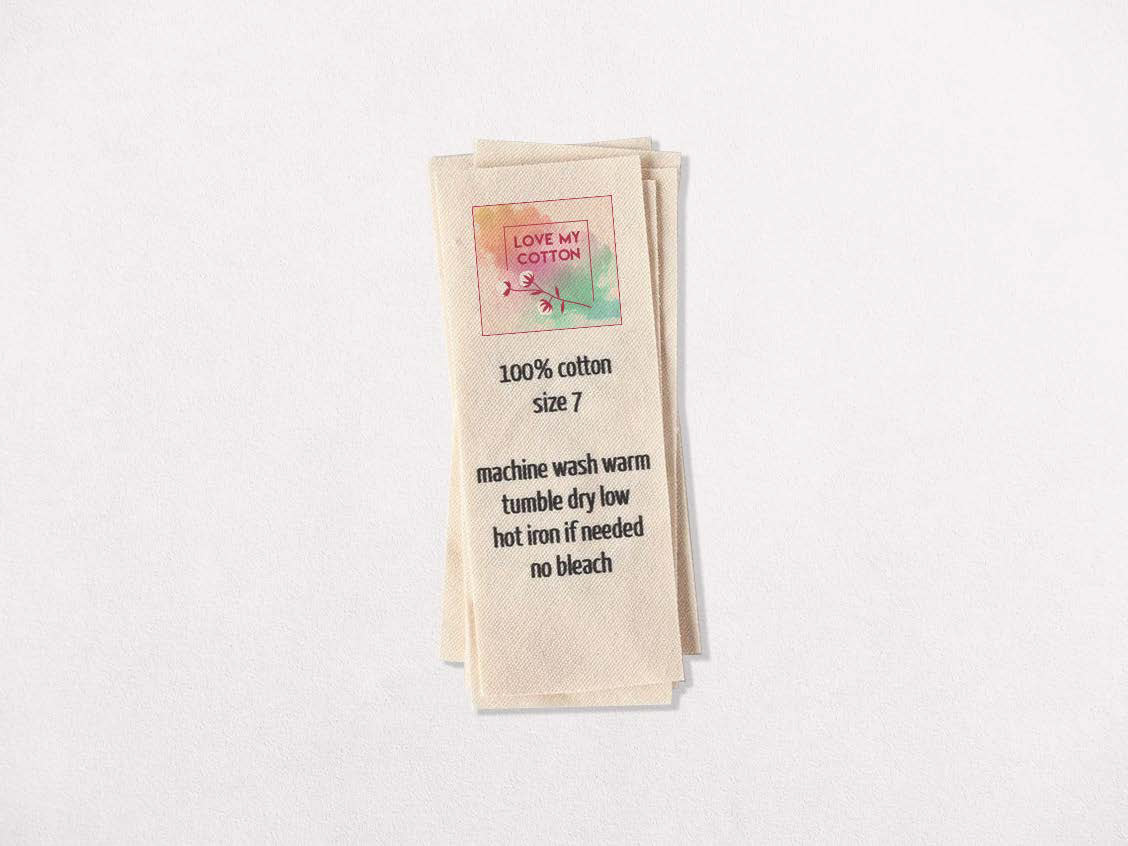 LOVE MY
COTTON
100% cotton
size 7
machine wash warm
tumble dry low
hot iron if needed
no bleach